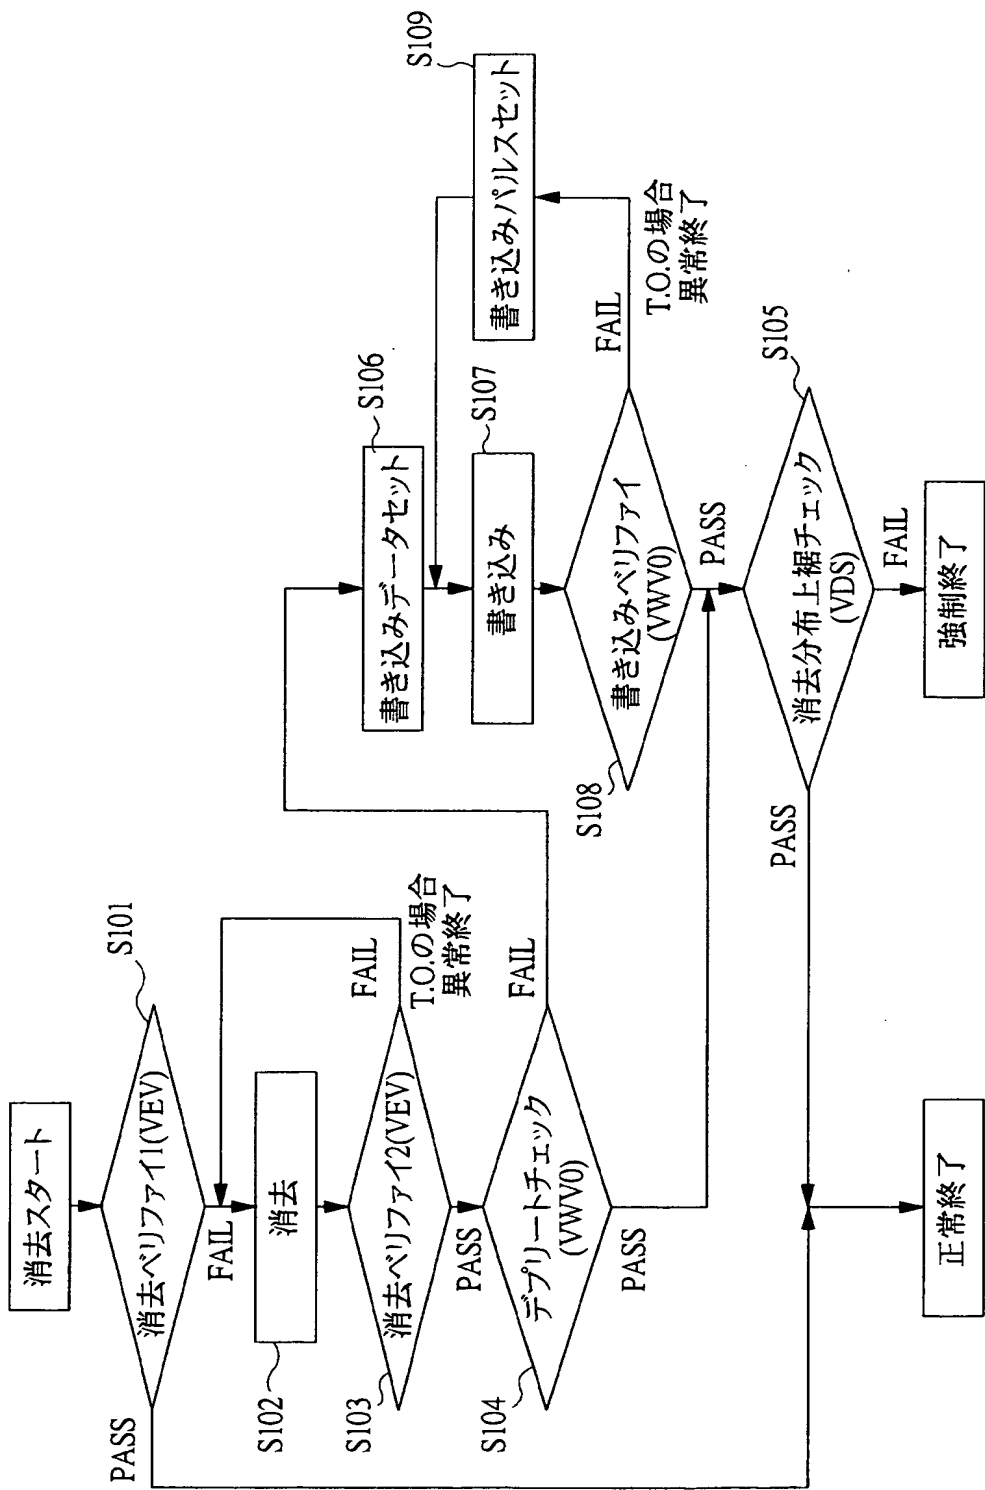 消去スタート
S101
消去ベリファイ1(VEV)
PASS
FAIL
S102
消去
S103
消去ベリファイ2(VEV)
FAIL
T.O.の場合
異常終了
PASS
S104
デプリートチェック
(VWV0)
FAIL
PASS
S106
書き込みデータセット
S109
書き込みパルスセット
S107
書き込み
S108
書き込みベリファイ
(VWV0)
FAIL
T.O.の場合
異常終了
PASS
S105
消去分布上裾チェック
(VDS)
PASS
FAIL
正常終了
強制終了